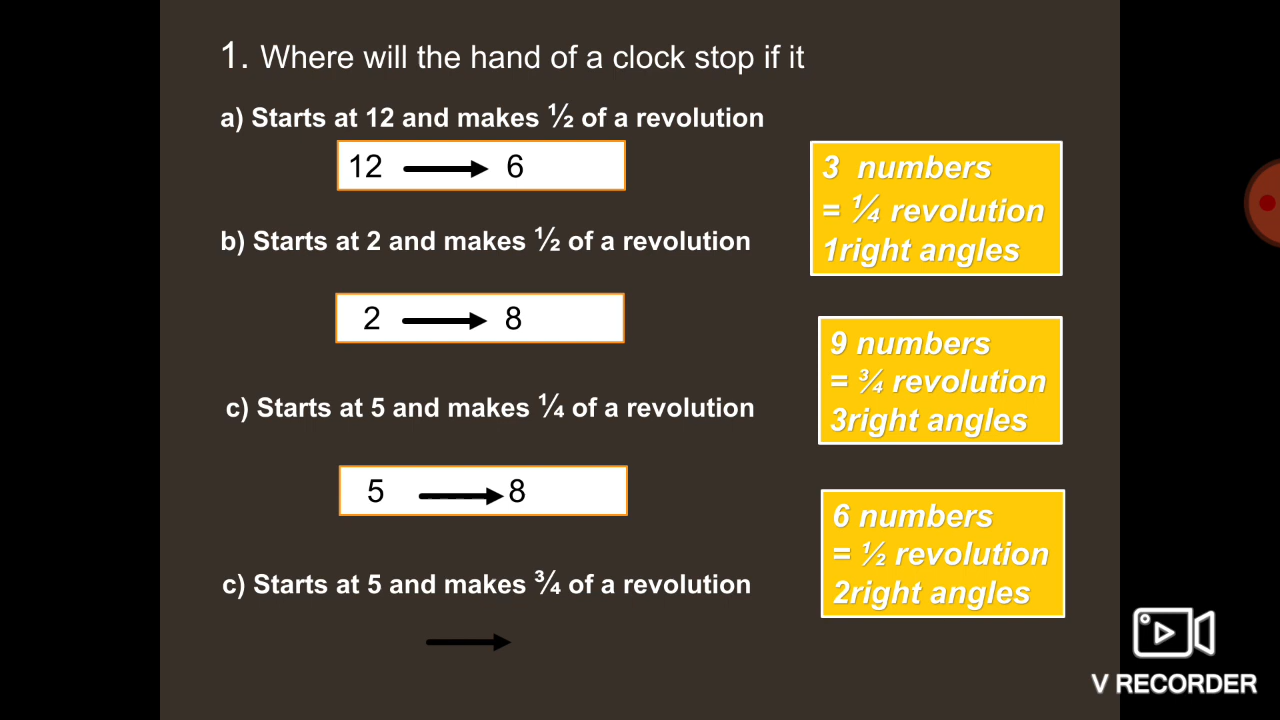 1. Where will the hand of a clock stop if it
a) Starts at 12 and makes ½ of a revolution
12 → 6
b) Starts at 2 and makes ½ of a revolution
2 → 8
c) Starts at 5 and makes ¼ of a revolution
5 → 8
c) Starts at 5 and makes ¾ of a revolution
→
3 numbers
= ¼ revolution
1right angles
9 numbers
= ¾ revolution
3right angles
6 numbers
= ½ revolution
2right angles
V RECORDER